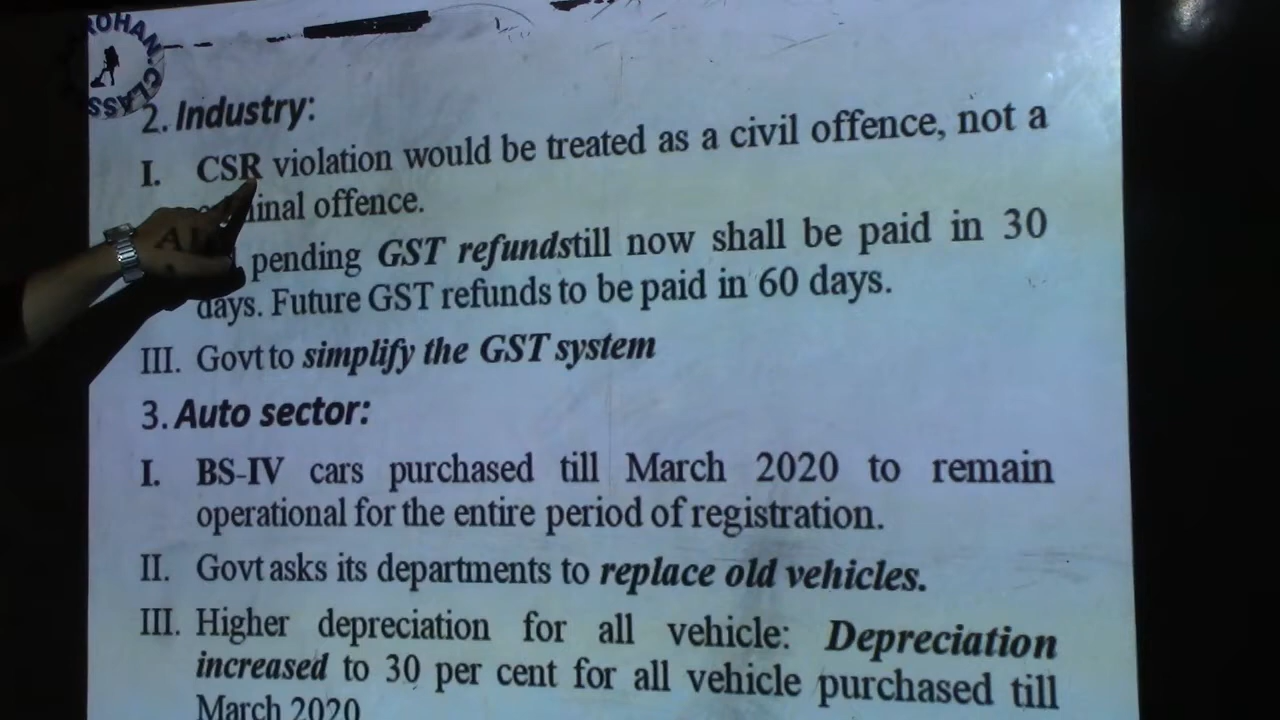 ROHAN CLASS
2. Industry:
I. CSR violation would be treated as a civil offence, not a
inal offence.
pending GST refundstill now shall be paid in 30
days. Future GST refunds to be paid in 60 days.
III. Govt to simplify the GST system
3. Auto sector:
I. BS-IV cars purchased till March 2020 to remain
operational for the entire period of registration.
II. Govt asks its departments to replace old vehicles.
III. Higher depreciation for all vehicle: Depreciation
increased to 30 per cent for all vehicle purchased till
March 2020